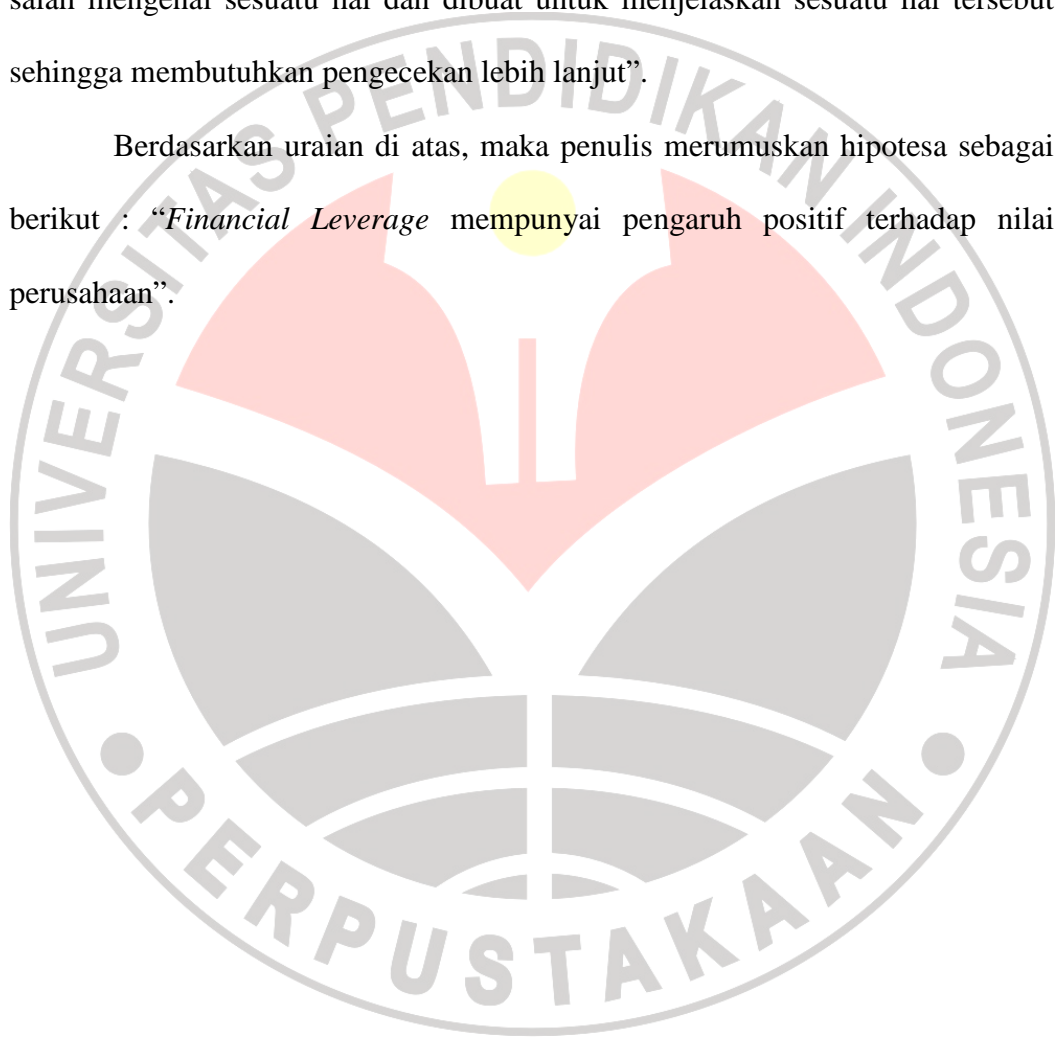 salah mengenai sesuatu hal dan dibuat untuk menjelaskan sesuatu hal tersebut
sehingga membutuhkan pengecekan lebih lanjut”.
Berdasarkan uraian di atas, maka penulis merumuskan hipotesa sebagai
berikut : “Financial Leverage mempunyai pengaruh positif terhadap nilai
perusahaan”.
UNIVERSITAS PENDIDIKAN INDONESIA
PERPUSTAKAAN